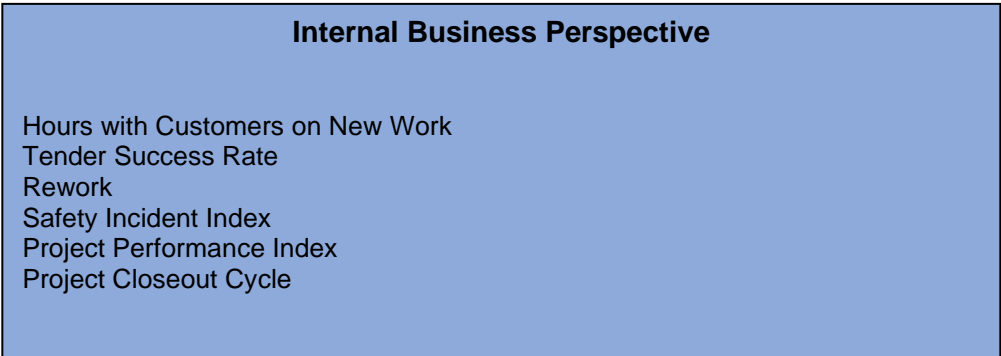 Internal Business Perspective
Hours with Customers on New Work
Tender Success Rate
Rework
Safety Incident Index
Project Performance Index
Project Closeout Cycle